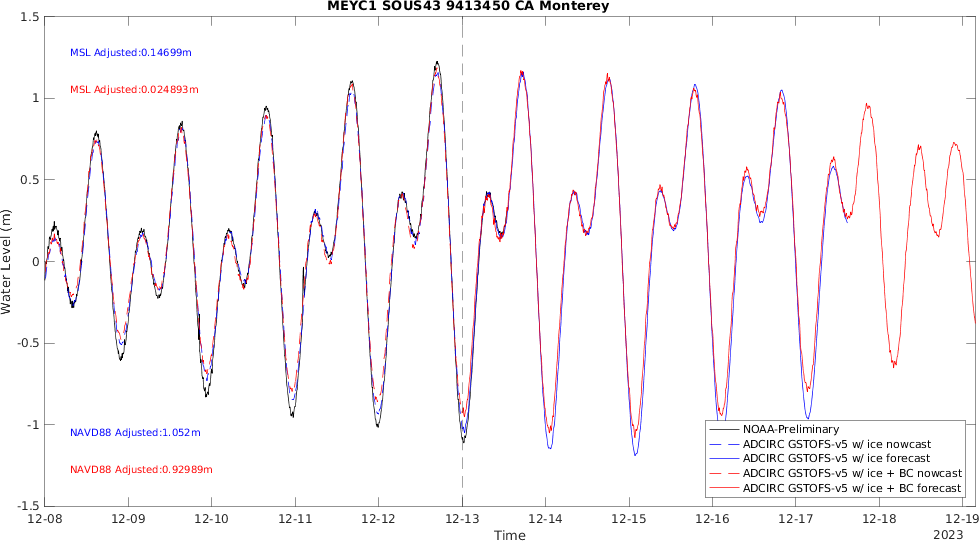 MEYC1 SOUS43 9413450 CA Monterey
1.5
MSL Adjusted:0.14699m
MSL Adjusted:0.024893m
1
0.5
0
Water Level (m)
-0.5
-1
NAVD88 Adjusted:1.052m
NAVD88 Adjusted:0.92989m
NOAA-Preliminary
ADCIRC GSTOFS-v5 w/ ice nowcast
ADCIRC GSTOFS-v5 w/ ice forecast
ADCIRC GSTOFS-v5 w/ ice + BC nowcast
ADCIRC GSTOFS-v5 w/ ice + BC forecast
-1.5
12-08 12-09 12-10 12-11 12-12 12-13 12-14 12-15 12-16 12-17 12-18 12-19
Time
2023